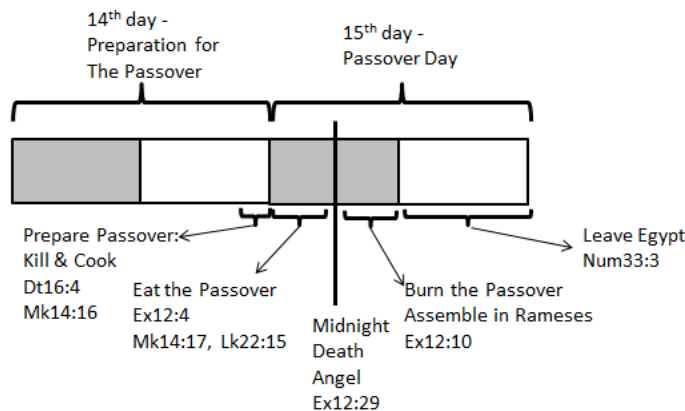 14th day -
Preparation for
The Passover
15th day -
Passover Day
Prepare Passover:
Kill & Cook
Dt16:4
Mk14:16
Eat the Passover
Ex12:4
Mk14:17, Lk22:15
Midnight
Death
Angel
Ex12:29
Burn the Passover
Assemble in Rameses
Ex12:10
Leave Egypt
Num33:3